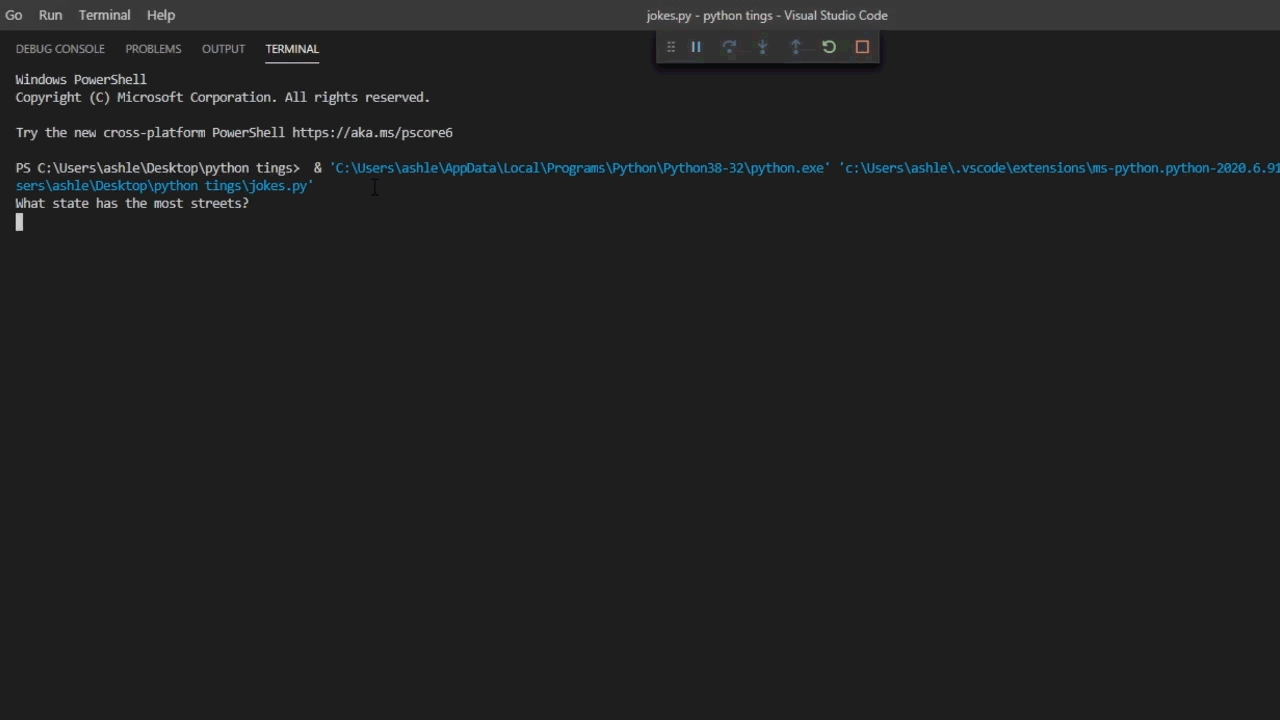 Go Run Terminal Help jokes.py - python tings - Visual Studio Code
DEBUG CONSOLE PROBLEMS OUTPUT TERMINAL
Windows PowerShell
Copyright (C) Microsoft Corporation. All rights reserved.
Try the new cross-platform PowerShell https://aka.ms/pscore6
PS C:\Users\ashle\Desktop\python tings>  & 'C:\Users\ashle\AppData\Local\Programs\Python\Python38-32\python.exe' 'c:\Users\ashle\.vscode\extensions\ms-python.python-2020.6.91
sers\ashle\Desktop\python tings\jokes.py'
What state has the most streets?